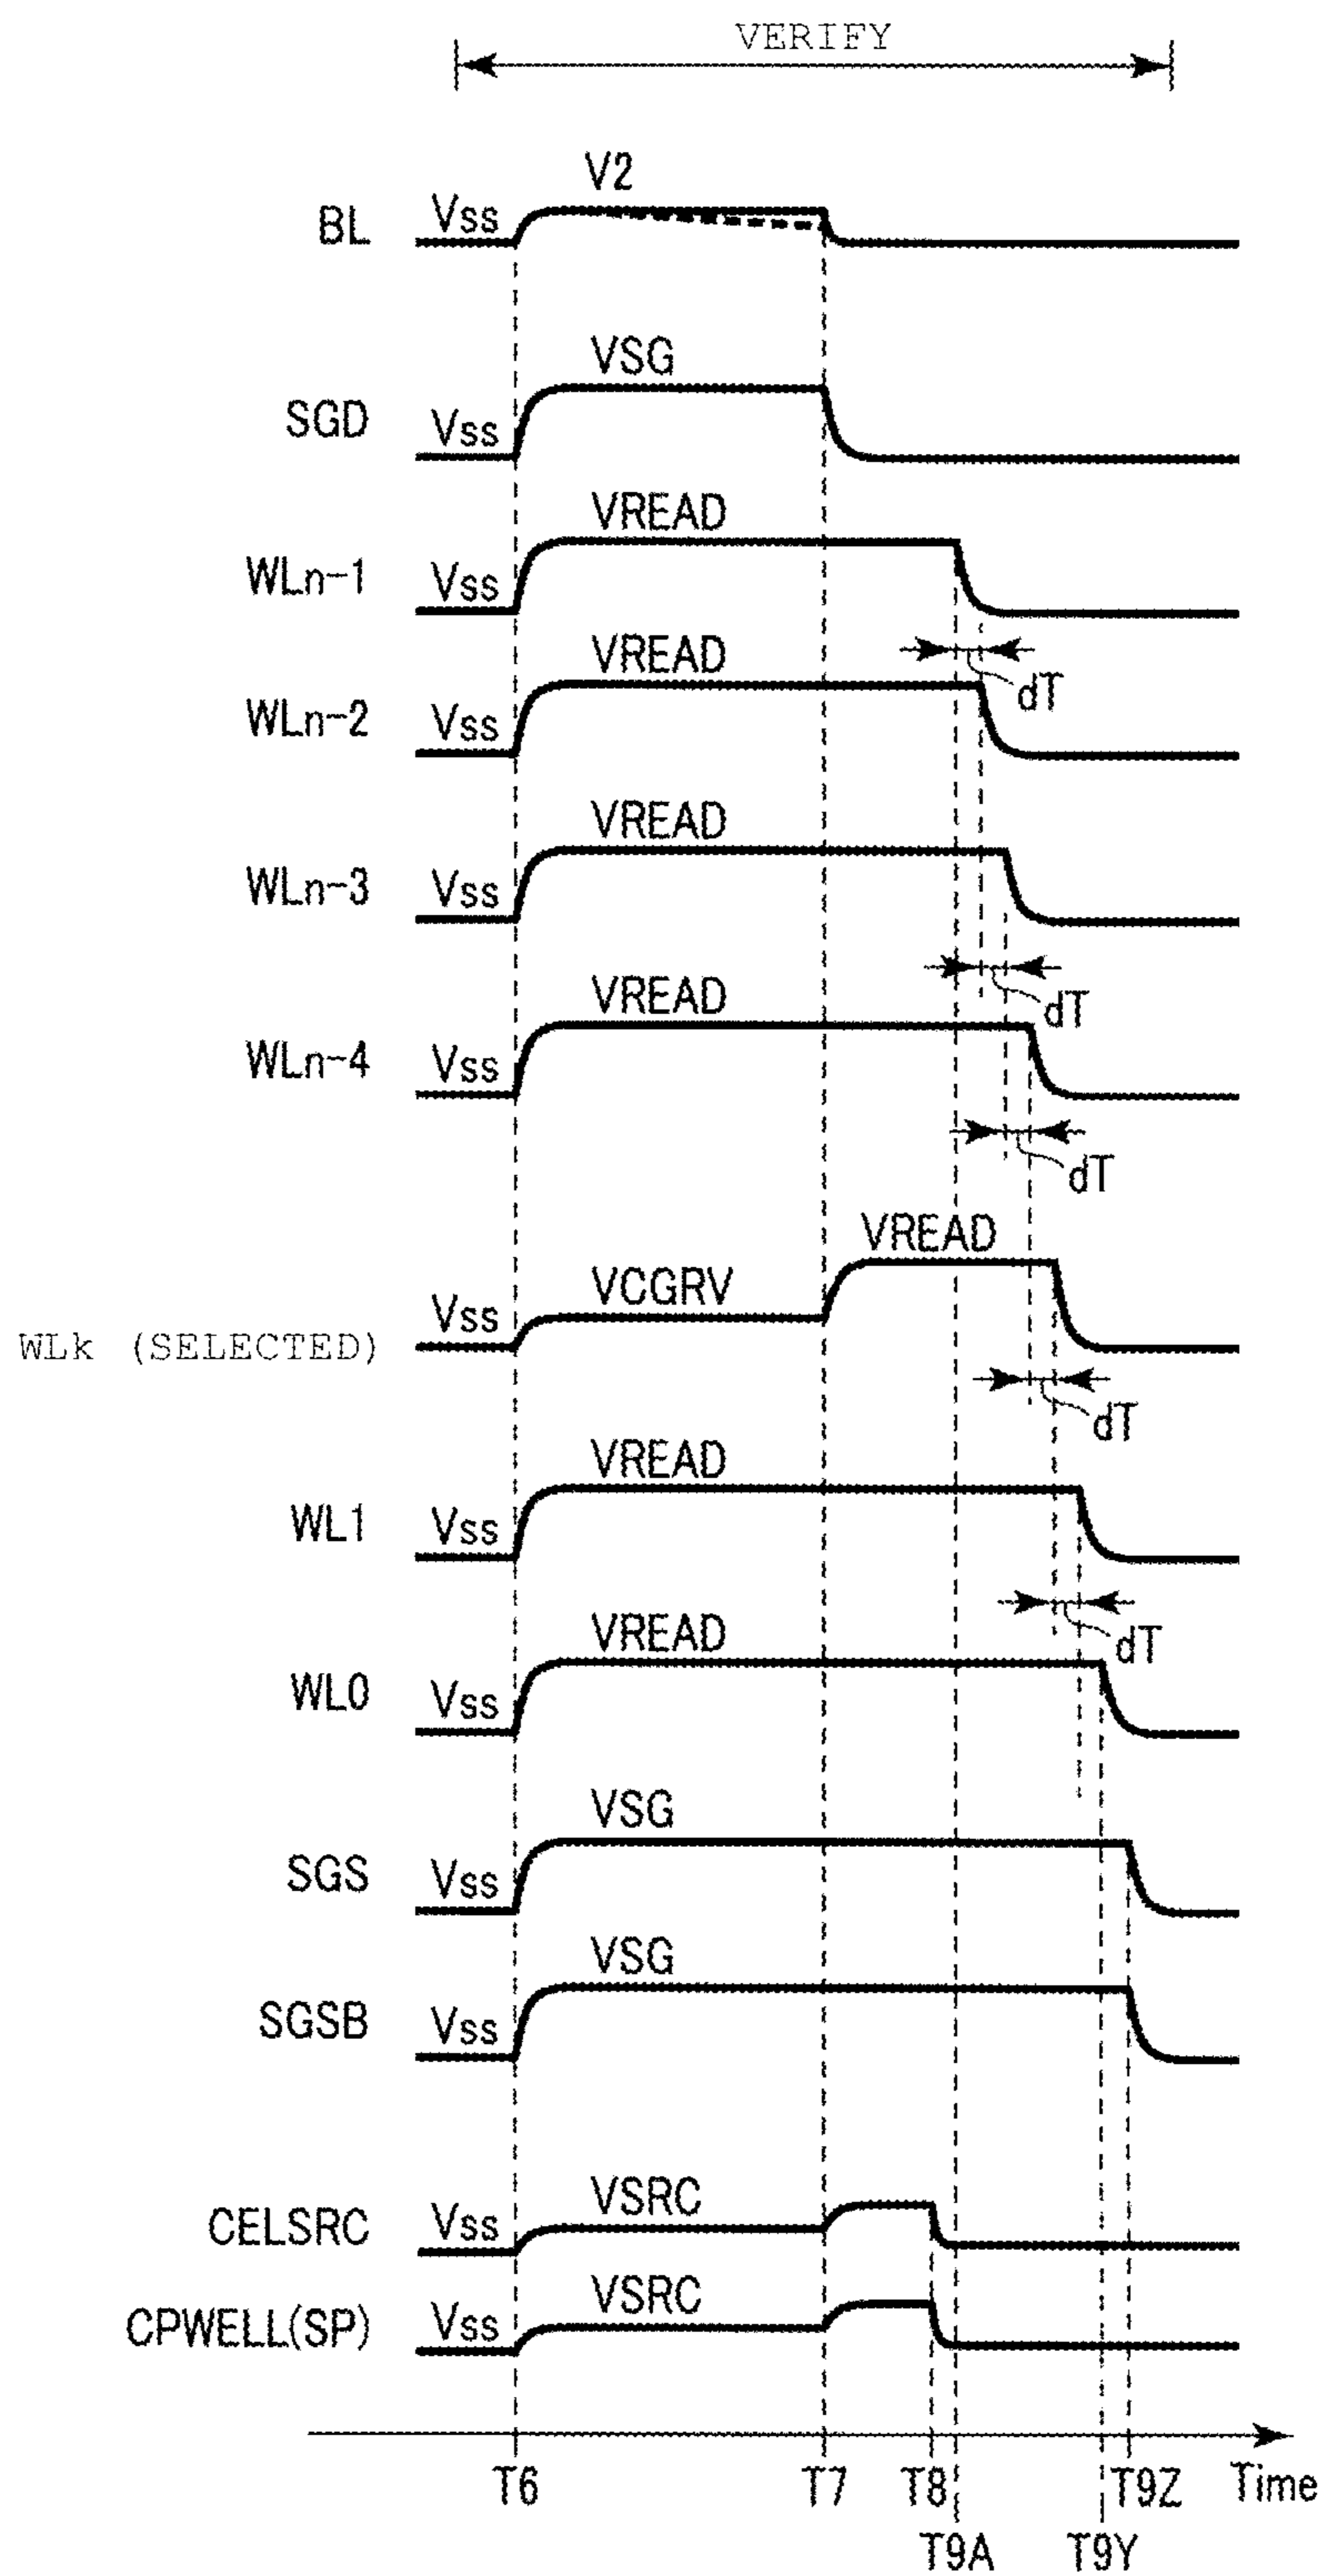 VERIFY
V2
BL Vss
VSG
SGD Vss
VREAD
WLn-1 Vss
dT
VREAD
WLn-2 Vss
VREAD
WLn-3 Vss
dT
VREAD
WLn-4 Vss
dT
VREAD
VCGRV
WLk (SELECTED) Vss
dT
VREAD
WL1 Vss
dT
VREAD
WL0 Vss
VSG
SGS Vss
VSG
SGSB Vss
VSRC
CELSRC Vss
VSRC
CPWELL(SP) Vss
T6 T7 T8 T9Z Time
T9A T9Y